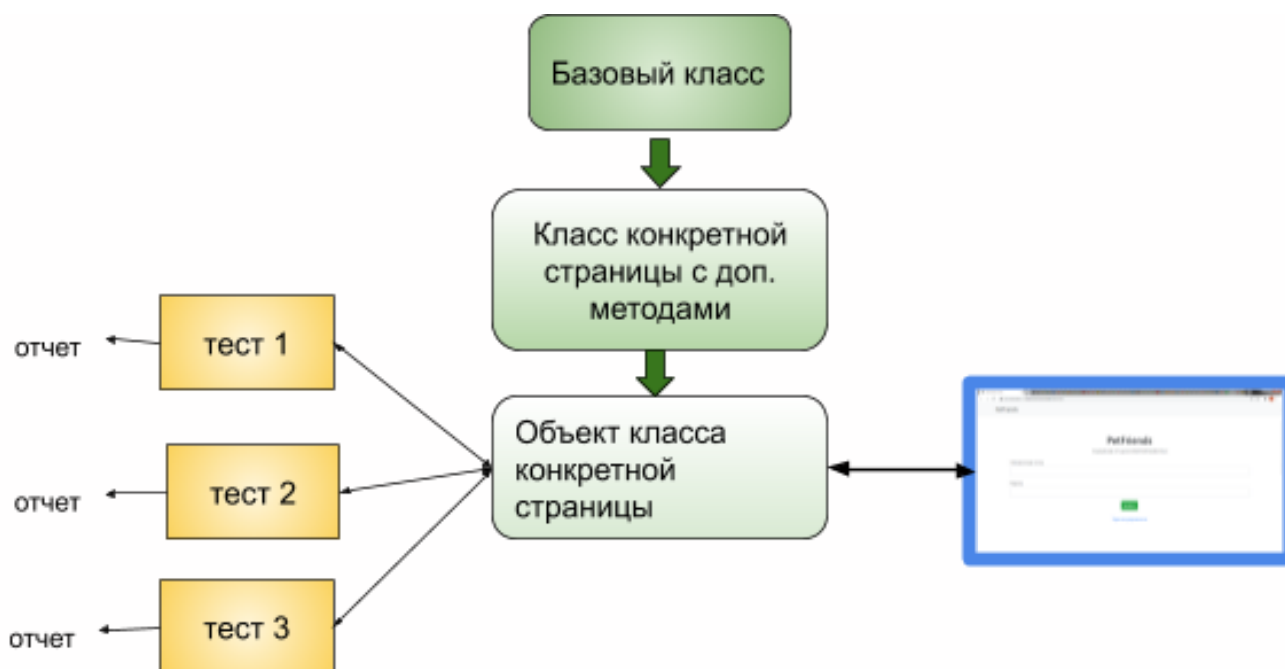 Базовый класс
Класс конкретной
страницы с доп.
методами
отчет
тест 1
Объект класса
конкретной
страницы
PetFriends
отчет
тест 2
отчет
тест 3